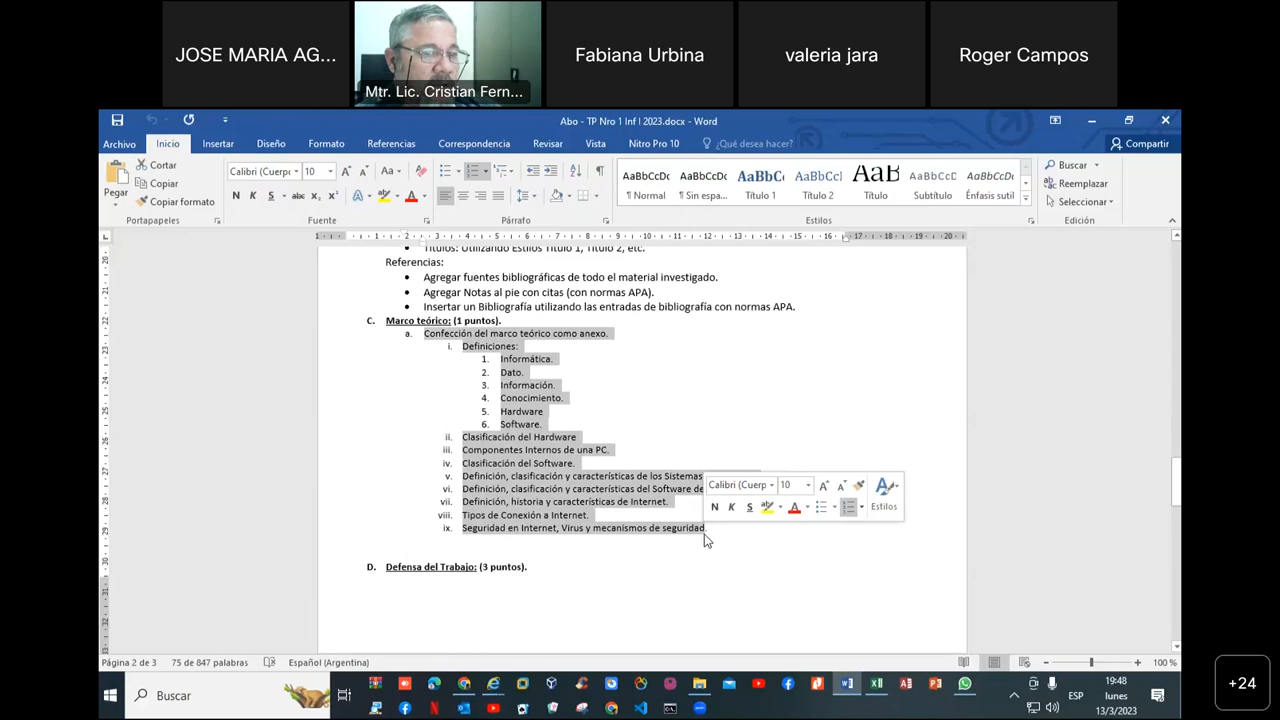 JOSE MARIA AG...
Mtr. Lic. Cristian Fern...
Fabiana Urbina
valeria jara
Roger Campos
Abo - TP Nro 1 Inf I 2023.docx - Word
Archivo Inicio Insertar Diseño Formato Referencias Correspondencia Revisar Vista Nitro Pro 10 ¿Qué desea hacer? Compartir
Pegar
Cortar
Copiar
Copiar formato
Portapapeles
Calibri (Cuerp 10
Fuente
Párrafo
AaBbCcDc AaBbCcDc AaBbC( AaBbCcC AaB AaBbCcC AaBbCcDc
¶ Normal ¶ Sin espa... Título 1 Título 2 Título Subtítulo Énfasis sutil
Estilos
Buscar
Reemplazar
Seleccionar
Edición
Títulos: Utilizando Estilos Título 1, Título 2, etc.
Referencias:
• Agregar fuentes bibliográficas de todo el material investigado.
• Agregar Notas al pie con citas (con normas APA).
• Insertar un Bibliografía utilizando las entradas de bibliografía con normas APA.
C. Marco teórico: (1 puntos).
a. Confección del marco teórico como anexo.
i. Definiciones:
1. Informática.
2. Dato.
3. Información.
4. Conocimiento.
5. Hardware
6. Software.
ii. Clasificación del Hardware
iii. Componentes Internos de una PC.
iv. Clasificación del Software.
v. Definición, clasificación y características de los Sistemas
vi. Definición, clasificación y características del Software de
vii. Definición, historia y características de Internet.
viii. Tipos de Conexión a Internet.
ix. Seguridad en Internet, Virus y mecanismos de seguridad.
Calibri (Cuerp 10
N K S Estilos
D. Defensa del Trabajo: (3 puntos).
Página 2 de 3 75 de 847 palabras Español (Argentina) 100 %
Buscar
ESP
19:48
lunes
13/3/2023
+24